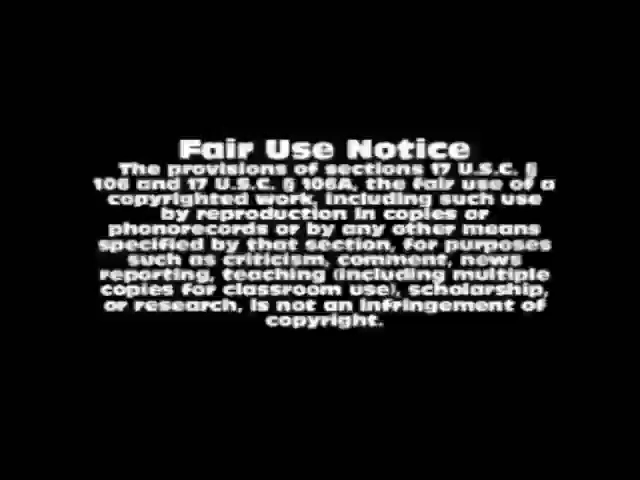 Fair Use Notice
The provisions of sections 17 U.S.C. §
106 and 17 U.S.C. § 106A, the fair use of a
copyrighted work, including such use
by reproduction in copies or
phonorecords or by any other means
specified by that section, for purposes
such as criticism, comment, news
reporting, teaching (including multiple
copies for classroom use), scholarship,
or research, is not an infringement of
copyright.